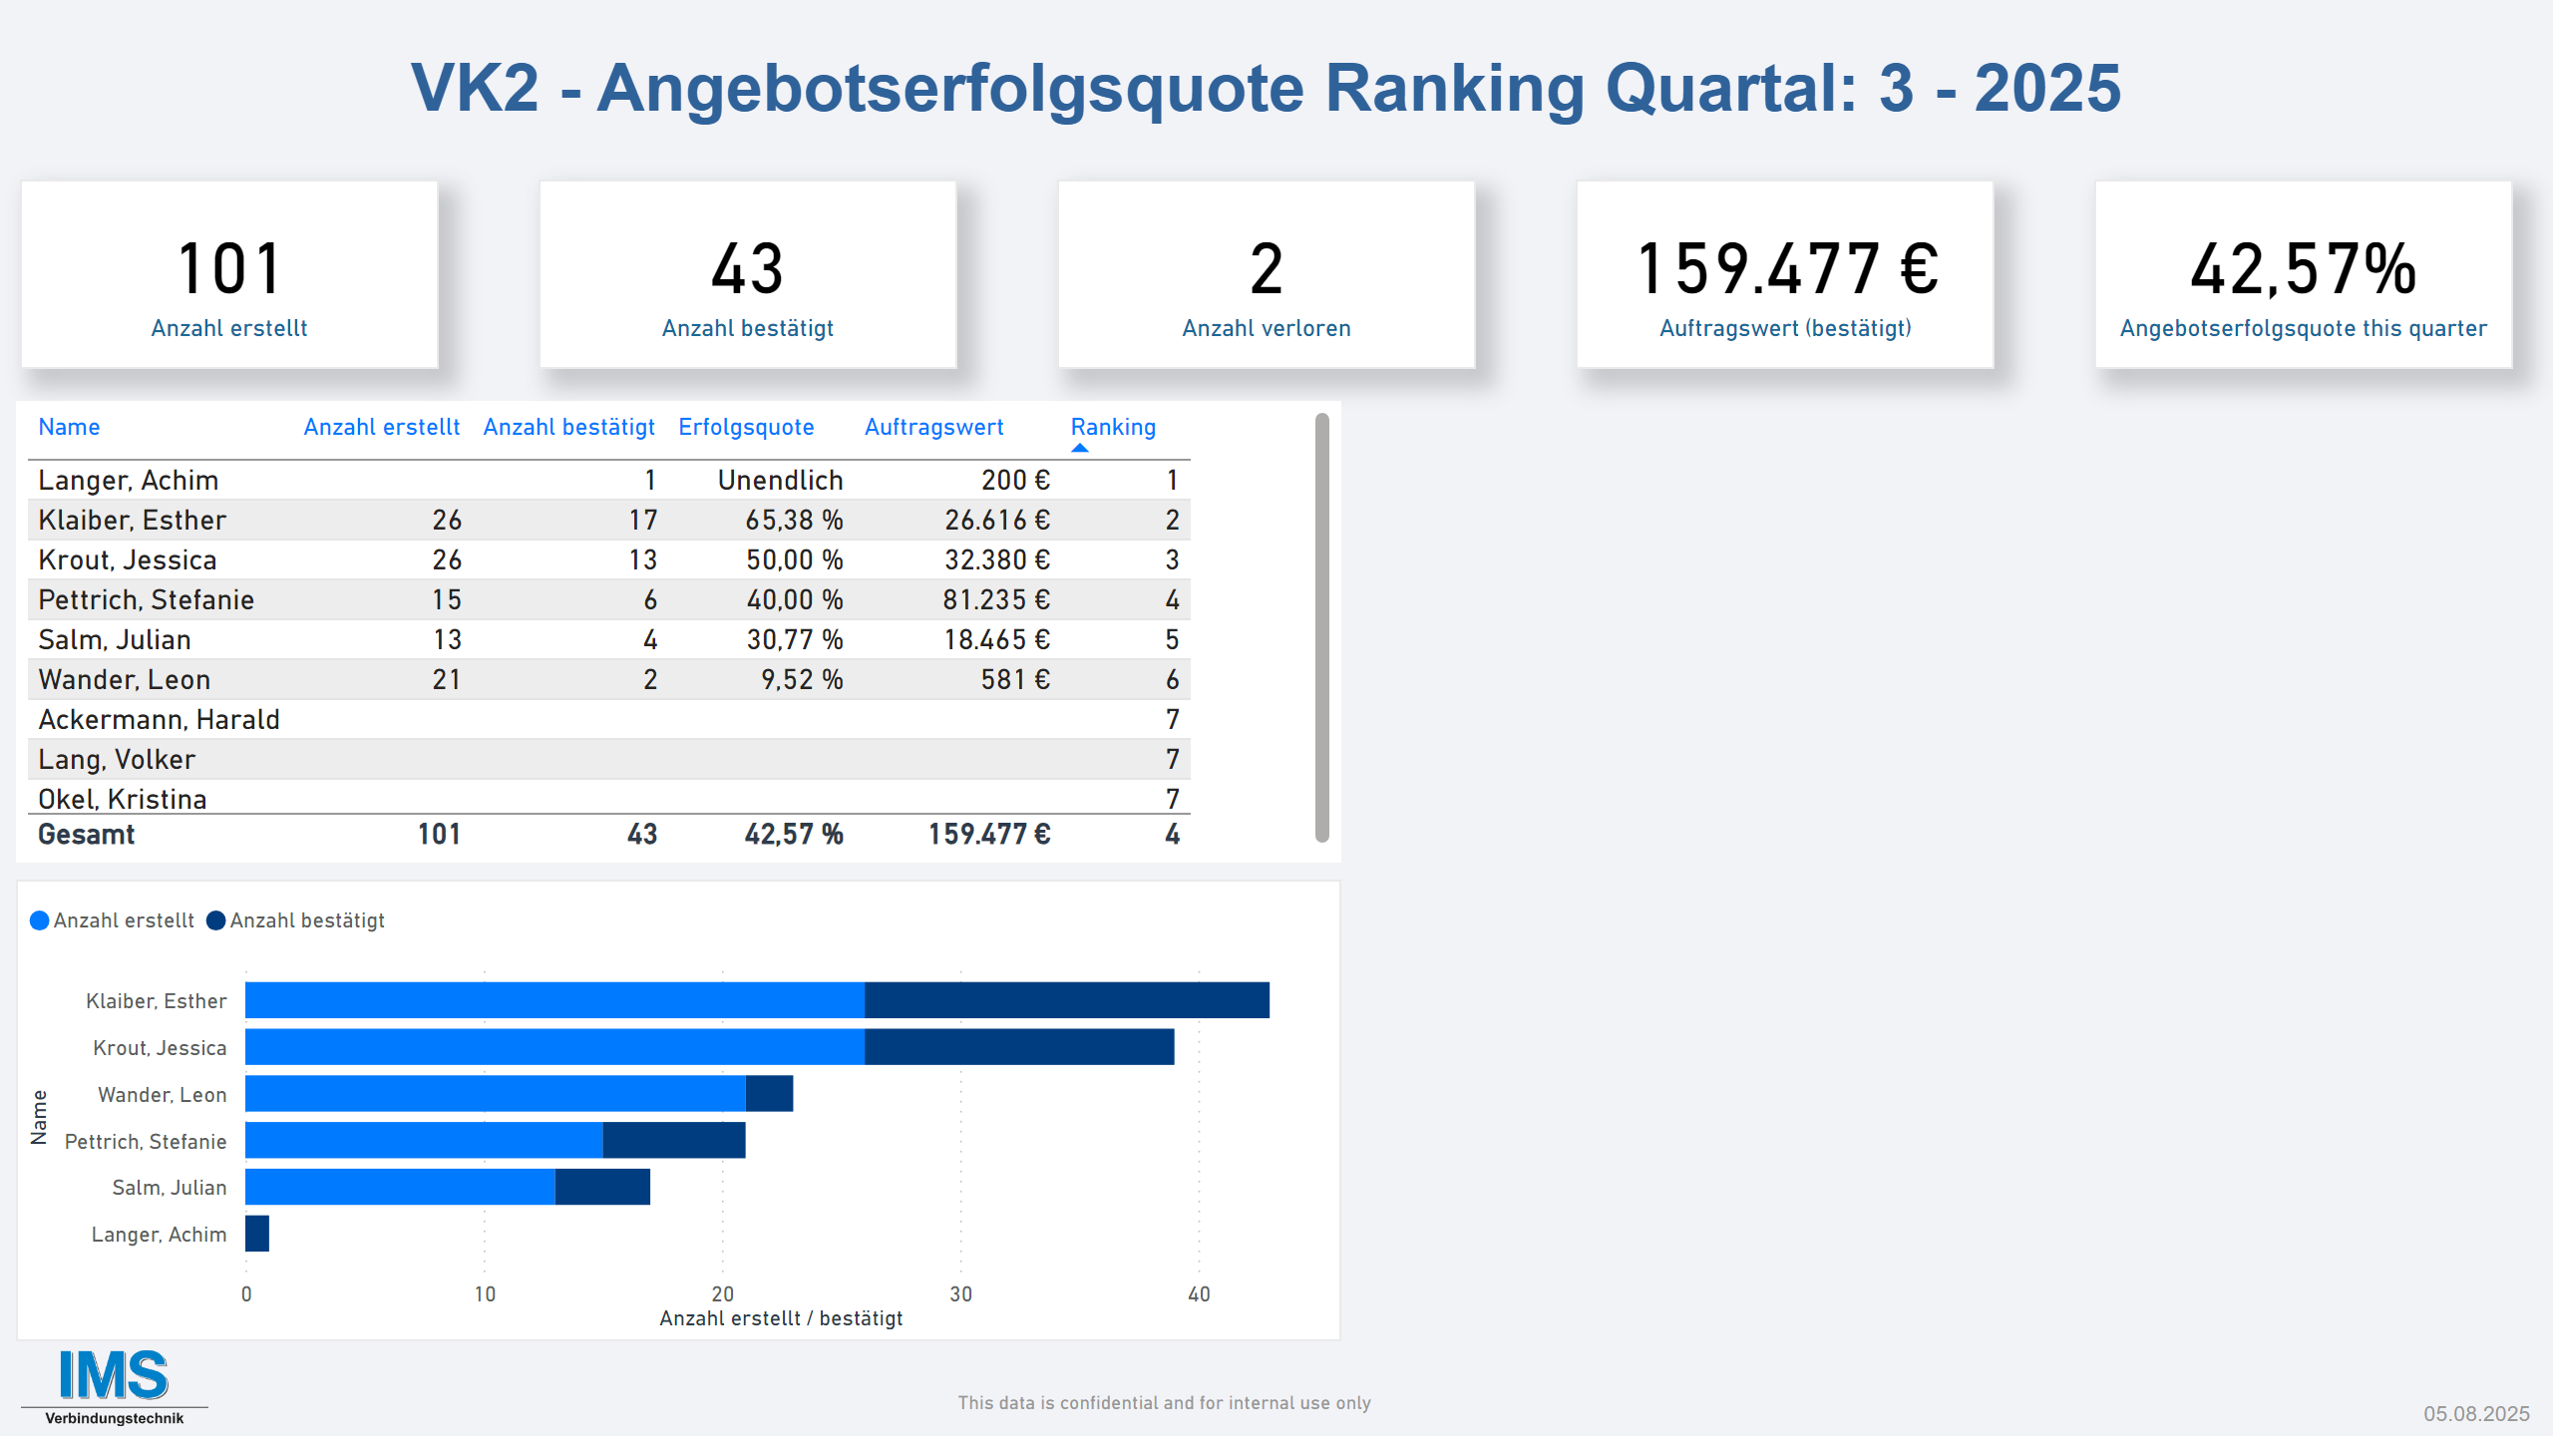 VK2 - Angebotserfolgsquote Ranking Quartal: 3 - 2025
101
Anzahl erstellt
43
Anzahl bestätigt
2
Anzahl verloren
159.477 €
Auftragswert (bestätigt)
42,57%
Angebotserfolgsquote this quarter
Name Anzahl erstellt Anzahl bestätigt Erfolgsquote Auftragswert Ranking
Langer, Achim 1 Unendlich 200 € 1
Klaiber, Esther 26 17 65,38 % 26.616 € 2
Krout, Jessica 26 13 50,00 % 32.380 € 3
Pettrich, Stefanie 15 6 40,00 % 81.235 € 4
Salm, Julian 13 4 30,77 % 18.465 € 5
Wander, Leon 21 2 9,52 % 581 € 6
Ackermann, Harald 7
Lang, Volker 7
Okel, Kristina 7
Gesamt 101 43 42,57 % 159.477 € 4
Anzahl erstellt Anzahl bestätigt
Name
Klaiber, Esther
Krout, Jessica
Wander, Leon
Pettrich, Stefanie
Salm, Julian
Langer, Achim
0 10 20 30 40
Anzahl erstellt / bestätigt
IMS
Verbindungstechnik
This data is confidential and for internal use only
05.08.2025